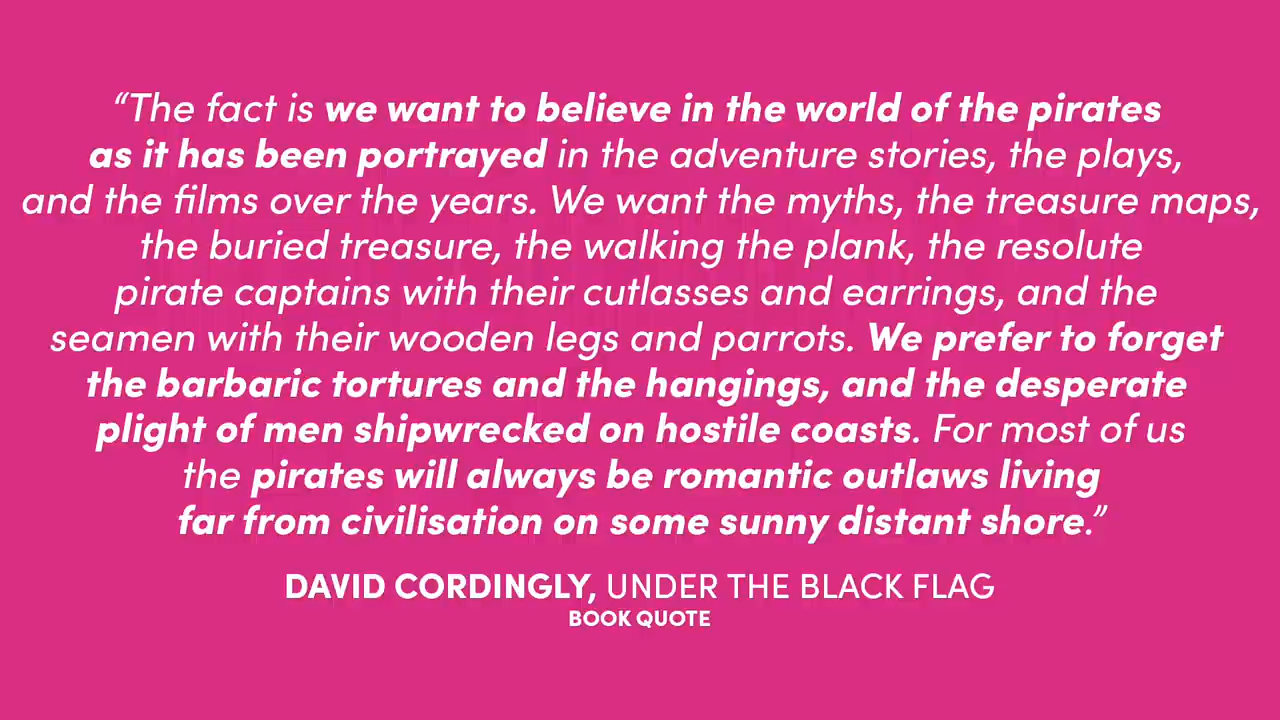 “The fact is we want to believe in the world of the pirates
as it has been portrayed in the adventure stories, the plays,
and the films over the years. We want the myths, the treasure maps,
the buried treasure, the walking the plank, the resolute
pirate captains with their cutlasses and earrings, and the
seamen with their wooden legs and parrots. We prefer to forget
the barbaric tortures and the hangings, and the desperate
plight of men shipwrecked on hostile coasts. For most of us
the pirates will always be romantic outlaws living
far from civilisation on some sunny distant shore.”
DAVID CORDINGLY, UNDER THE BLACK FLAG
BOOK QUOTE